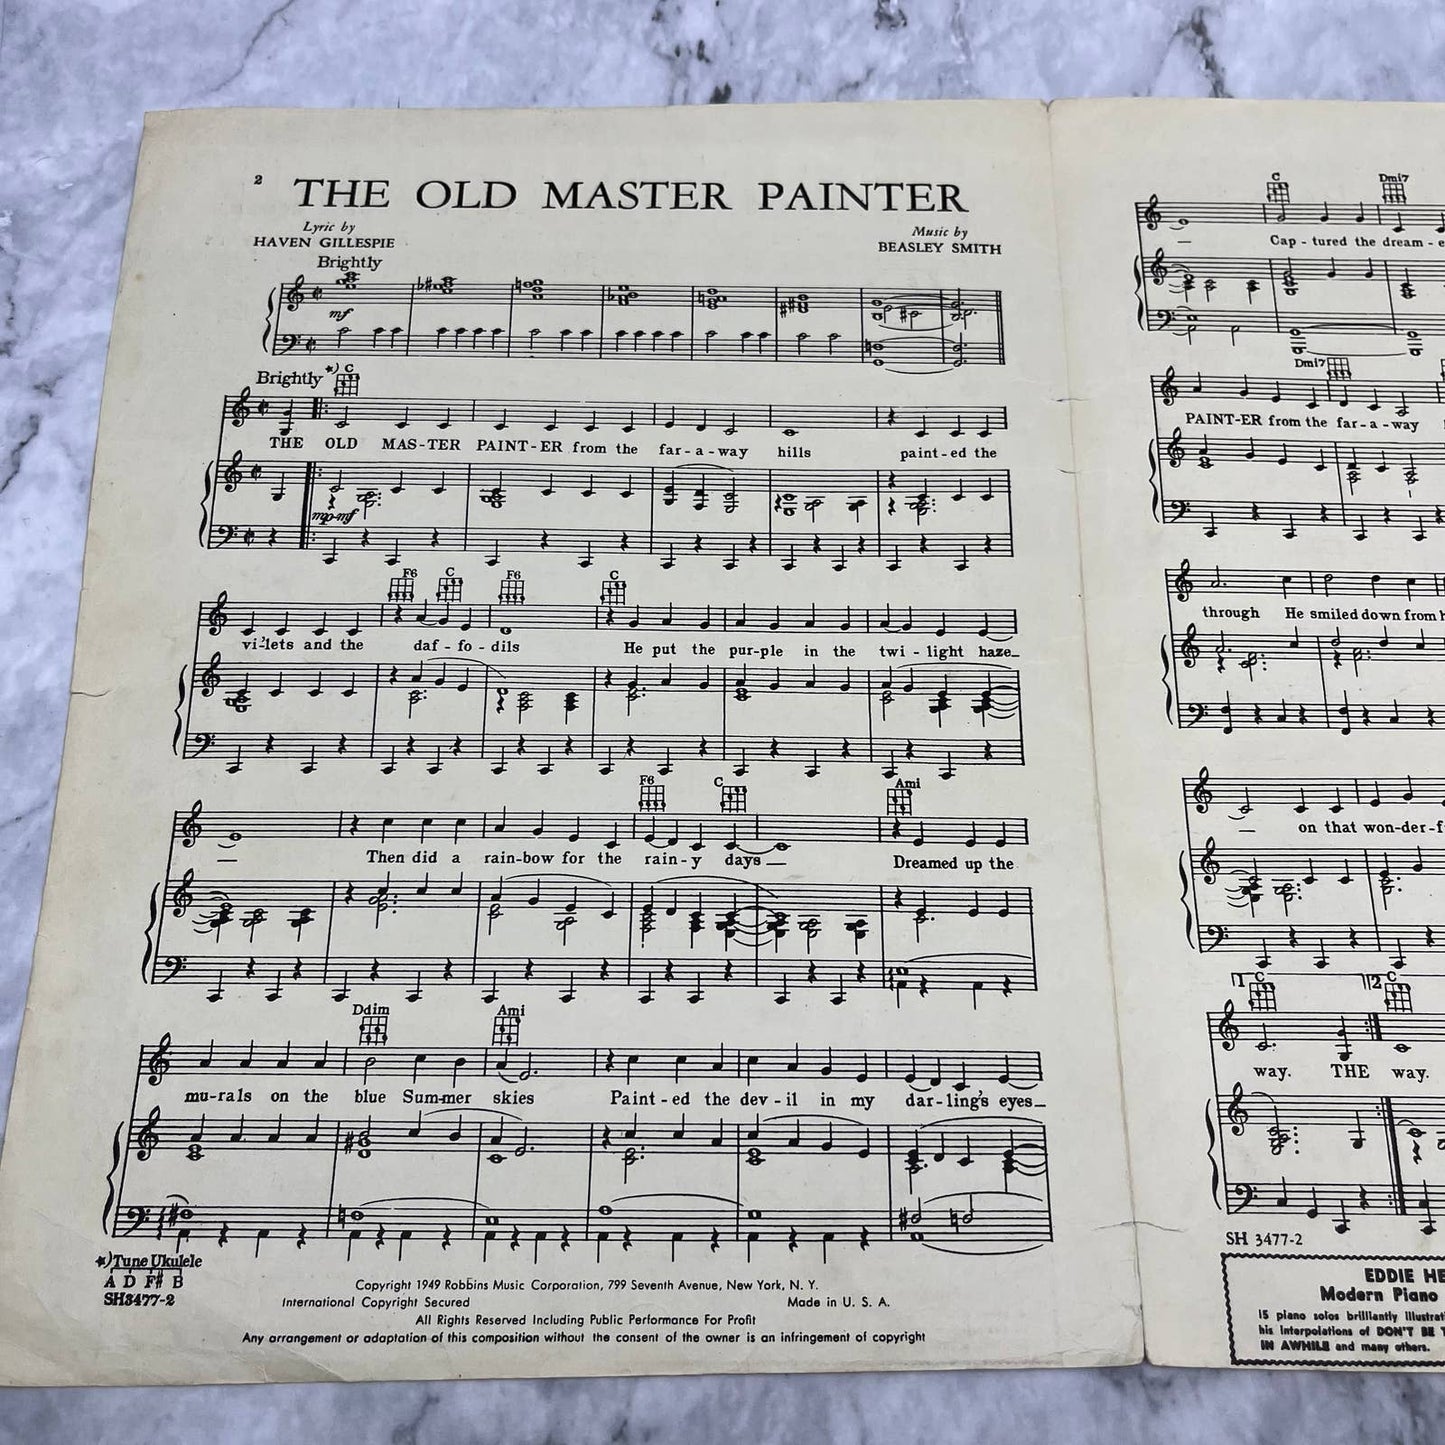 2
THE OLD MASTER PAINTER
Lyric by
HAVEN GILLESPIE
Music by
BEASLEY SMITH
Brightly
mf
Brightly *) C
THE OLD MAS-TER PAINT-ER from the far-a-way hills paint-ed the
mp-mf
F6 C F6 C
vi-'lets and the daf-fo-dils He put the pur-ple in the twi-light haze
F6 C Ami
Then did a rain-bow for the rain-y days Dreamed up the
Ddim Ami
mu-rals on the blue Sum-mer skies Paint-ed the dev-il in my dar-ling's eyes
*) Tune Ukulele
A D F# B
SH3477-2
Copyright 1949 Robbins Music Corporation, 799 Seventh Avenue, New York, N. Y.
International Copyright Secured Made in U. S. A.
All Rights Reserved Including Public Performance For Profit
Any arrangement or adaptation of this composition without the consent of the owner is an infringement of copyright
C Dmi7
Cap-tured the dream-e
Dmi7
PAINT-ER from the far-a-way
through He smiled down from
on that won-der-f
1 C 2 C
way. THE way.
SH 3477-2
EDDIE HE
Modern Piano
15 piano solos brilliantly illustrati
his interpolations of DON'T BE T
IN AWHILE and many others.